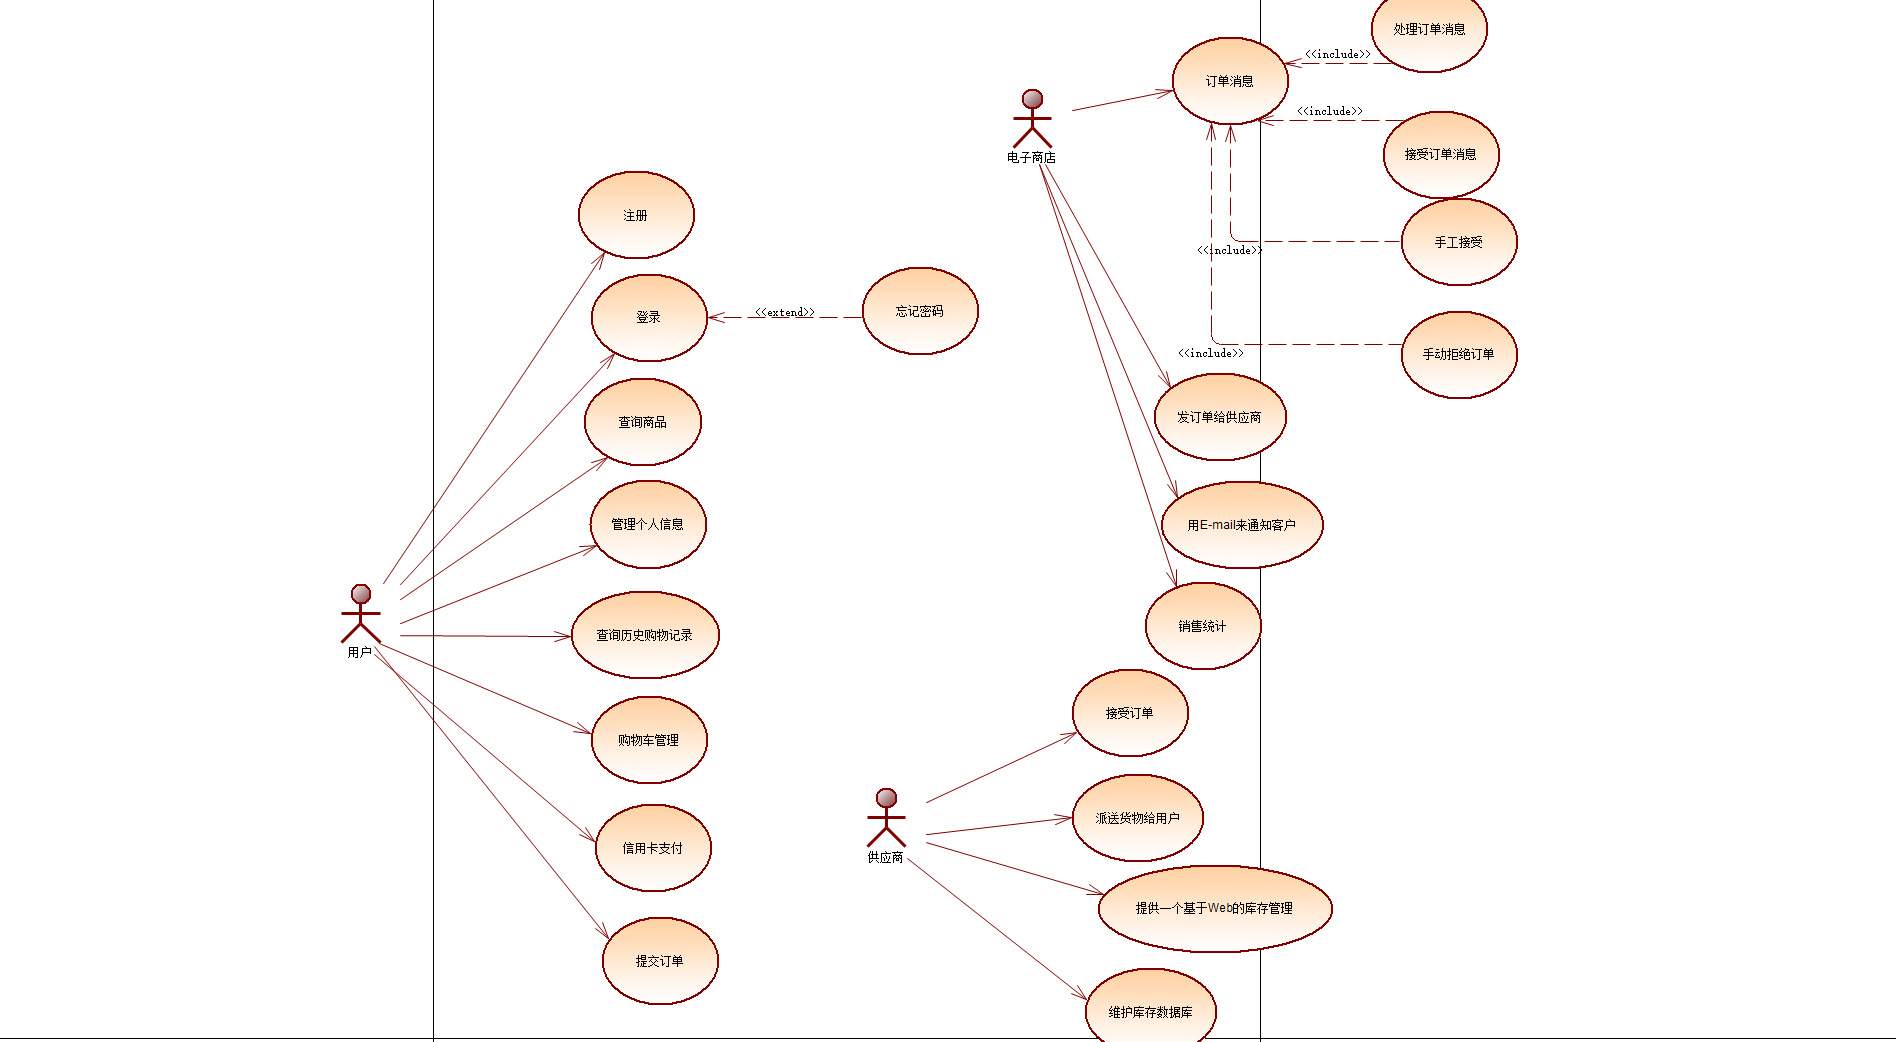 处理订单消息
<<include>>
订单消息
<<include>>
接受订单消息
电子商店
注册
手工接受
<<include>>
忘记密码
<<extend>>
登录
<<include>>
手动拒绝订单
查询商品
发订单给供应商
管理个人信息
用E-mail来通知客户
销售统计
查询历史购物记录
用户
接受订单
购物车管理
派送货物给用户
信用卡支付
供应商
提供一个基于Web的库存管理
提交订单
维护库存数据库